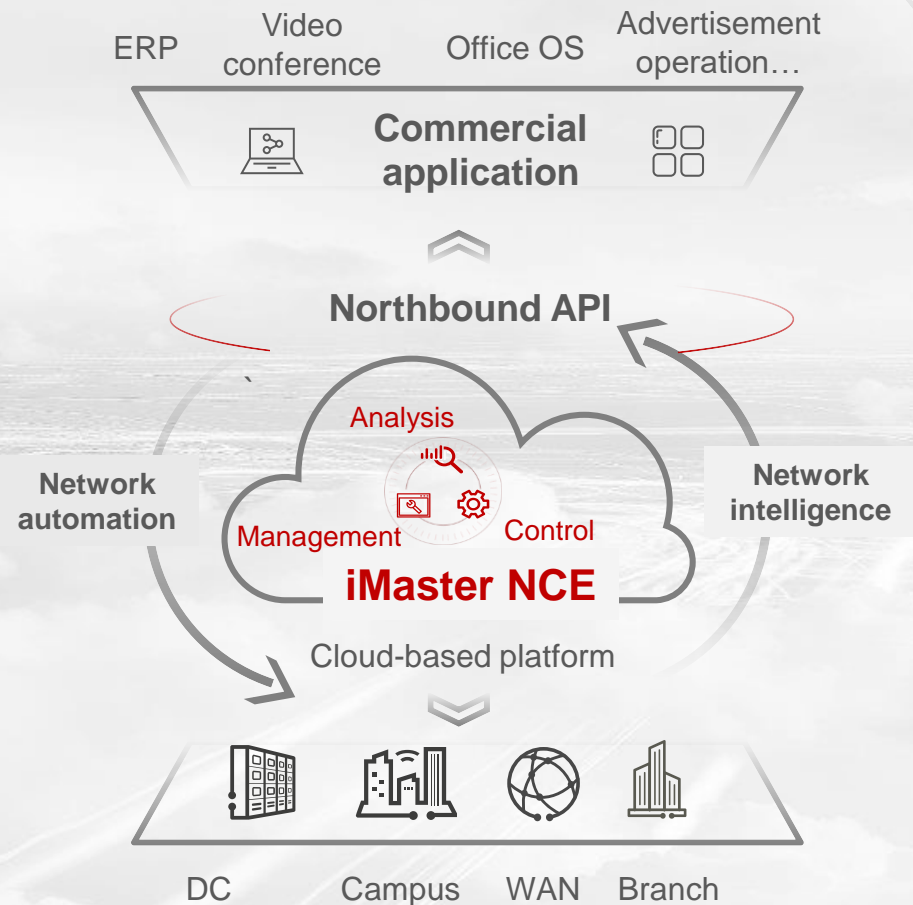 ERP
Video
conference
Office OS
Advertisement
operation…
Commercial
application
Northbound API
`
Analysis
Management
Control
iMaster NCE
Network
automation
Network
intelligence
Cloud-based platform
DC
Campus
WAN
Branch